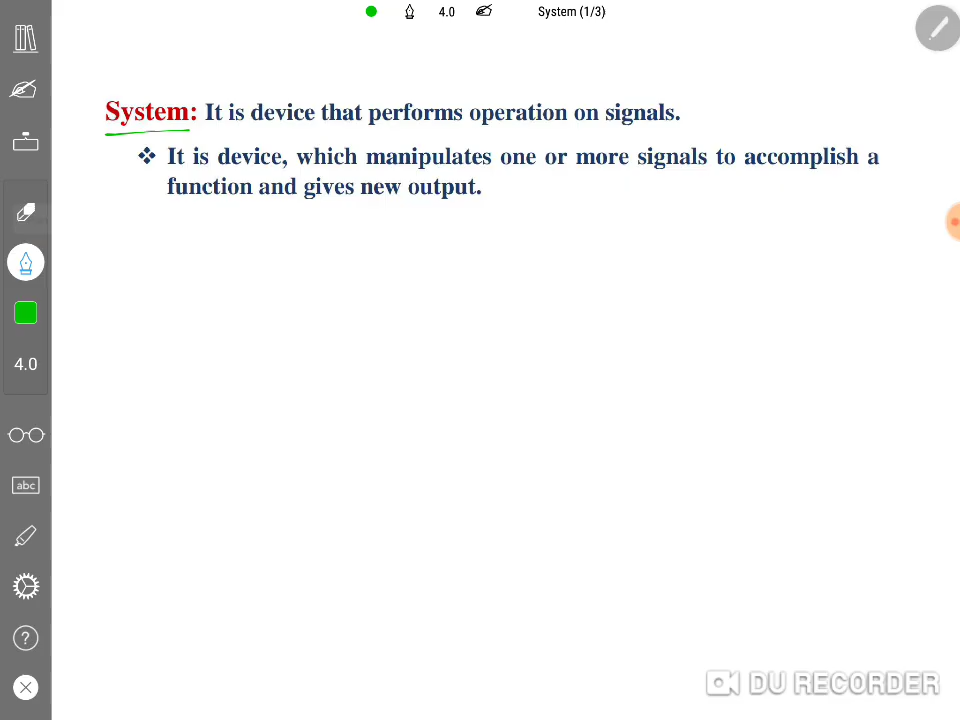 4.0 System (1/3)
System: It is device that performs operation on signals.
❖ It is device, which manipulates one or more signals to accomplish a
function and gives new output.
4.0
abc
?
DU RECORDER